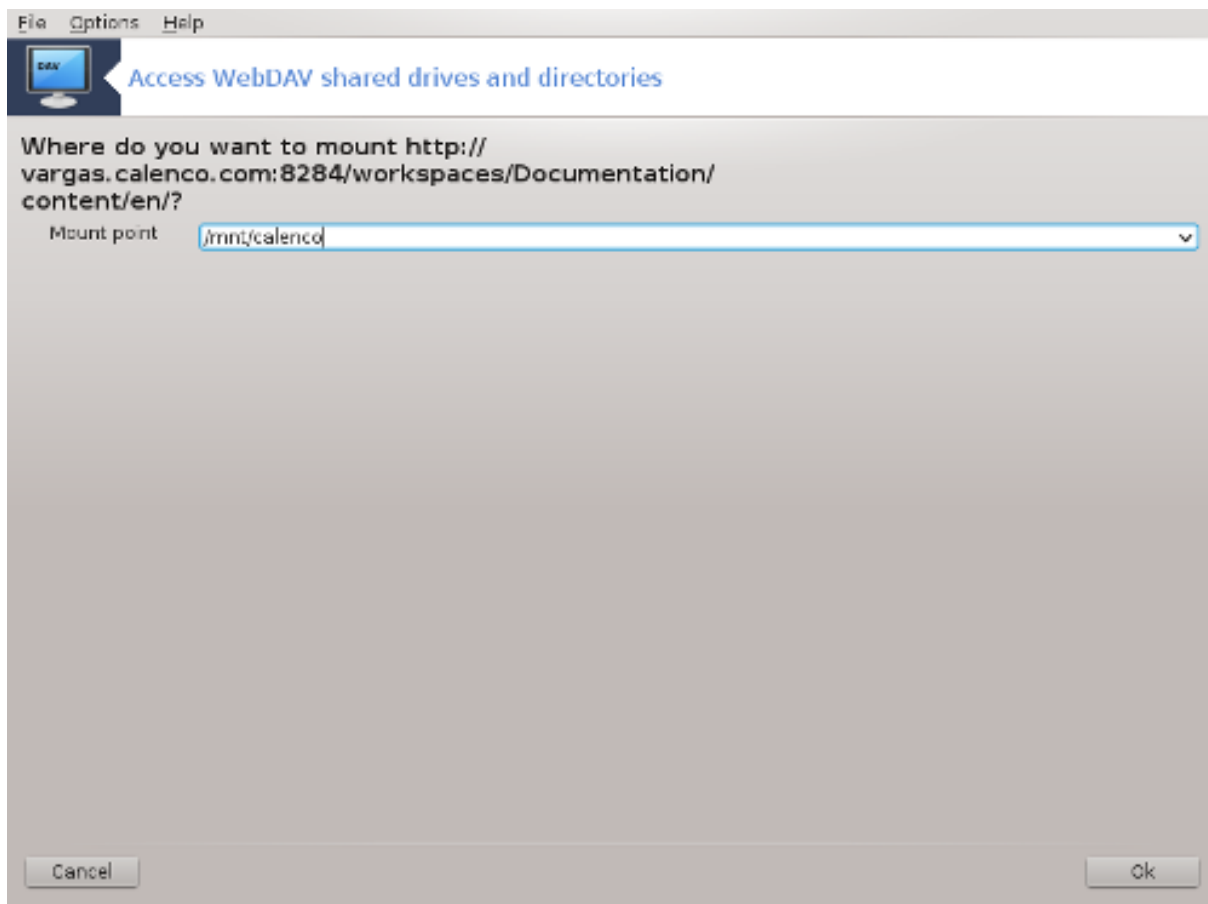 File Options Help
DAV
Access WebDAV shared drives and directories
Where do you want to mount http://
vargas.calenco.com:8284/workspaces/Documentation/
content/en/?
Mount point /mnt/calenco
Cancel Ok